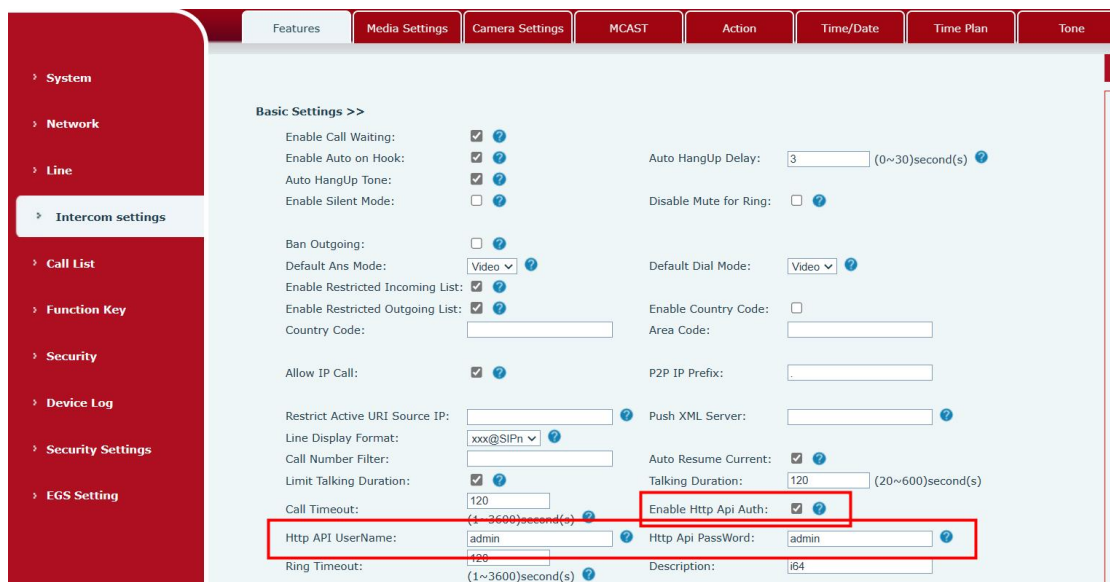 Features Media Settings Camera Settings MCAST Action Time/Date Time Plan Tone
System
Network
Line
Intercom settings
Call List
Function Key
Security
Device Log
Security Settings
EGS Setting
Basic Settings >>
Enable Call Waiting:
Enable Auto on Hook: Auto HangUp Delay: 3 (0~30)second(s)
Auto HangUp Tone:
Enable Silent Mode: Disable Mute for Ring:
Ban Outgoing:
Default Ans Mode: Video Default Dial Mode: Video
Enable Restricted Incoming List:
Enable Restricted Outgoing List: Enable Country Code:
Country Code: Area Code:
Allow IP Call: P2P IP Prefix: .
Restrict Active URI Source IP: Push XML Server:
Line Display Format: xxx@SIPn
Call Number Filter: Auto Resume Current:
Limit Talking Duration: Talking Duration: 120 (20~600)second(s)
Call Timeout: 120 (1~3600)second(s) Enable Http Api Auth:
Http API UserName: admin Http Api PassWord: admin
Ring Timeout: 120 (1~3600)second(s) Description: i64